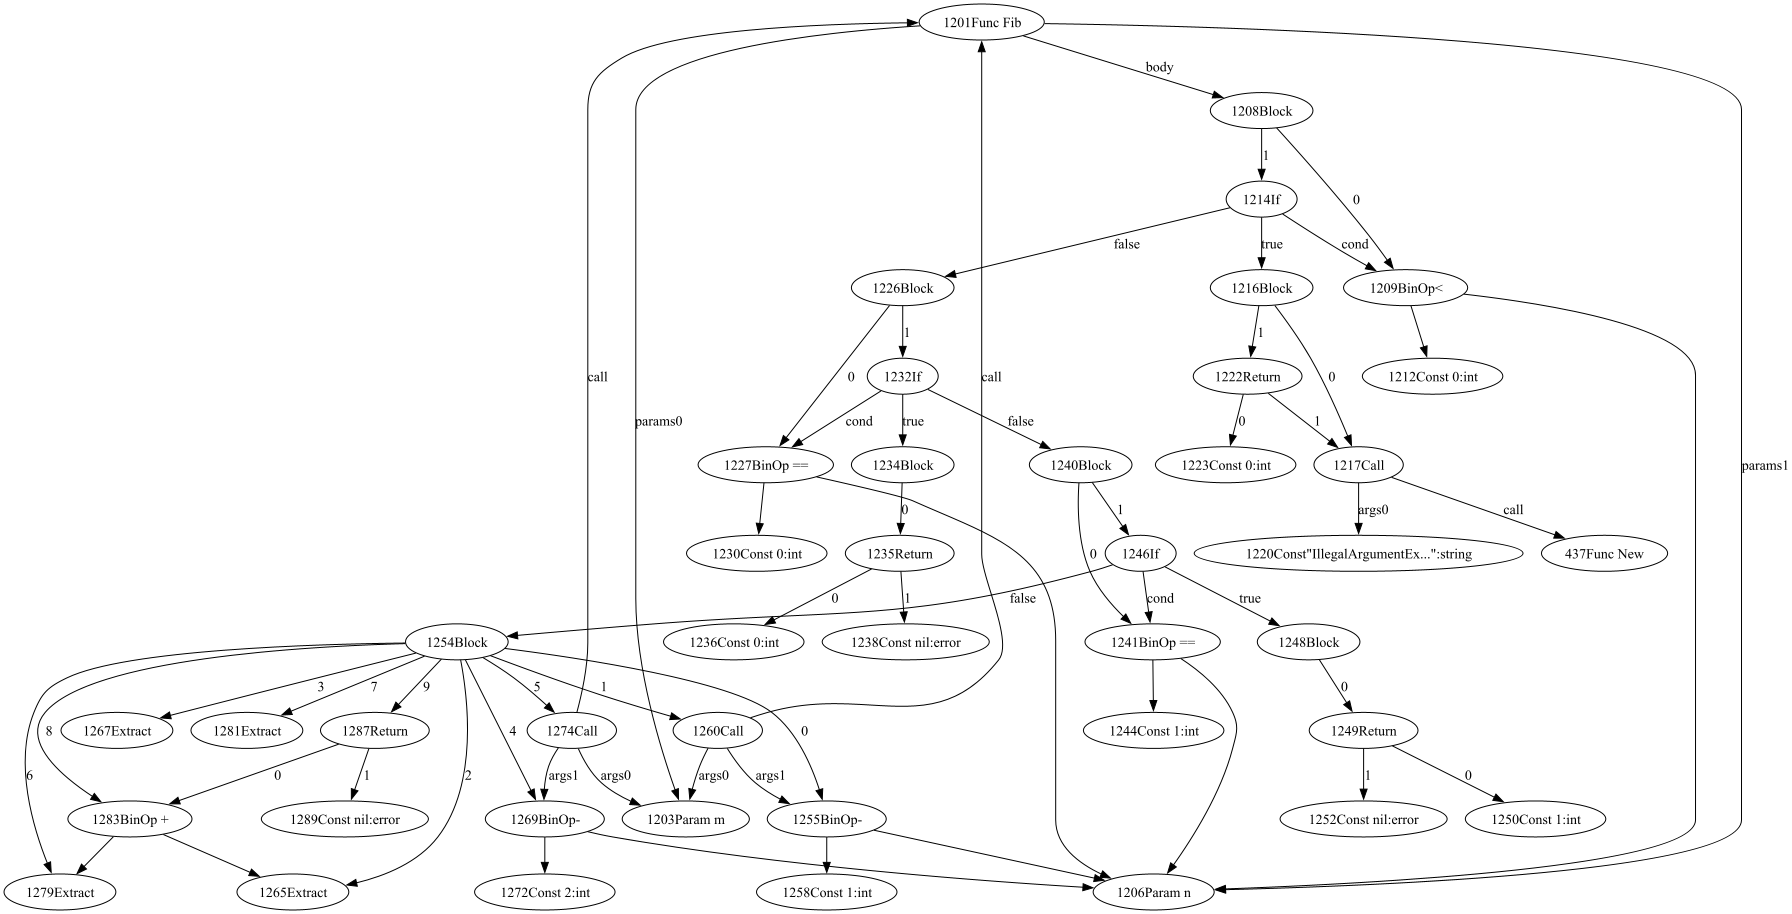 1201Func Fib
body
1208Block
1
1214If
0
false
true
cond
1226Block
1216Block
1209BinOp<
1
1
0
1232If
0
call
call
1222Return
1212Const 0:int
params0
cond
true
false
0
1
params1
1227BinOp ==
1234Block
1240Block
1223Const 0:int
1217Call
0
1
args0
call
1230Const 0:int
1235Return
0
1246If
1220Const"IllegalArgumentEx...":string
437Func New
0
1
false
cond
true
1254Block
1236Const 0:int
1238Const nil:error
1241BinOp ==
1248Block
3
7
9
5
1
0
1267Extract
1281Extract
1287Return
4
1274Call
1260Call
0
1244Const 1:int
1249Return
8
6
0
1
2
args1
args0
args0
args1
1
0
1283BinOp +
1289Const nil:error
1269BinOp-
1203Param m
1255BinOp-
1252Const nil:error
1250Const 1:int
1279Extract
1265Extract
1272Const 2:int
1258Const 1:int
1206Param n